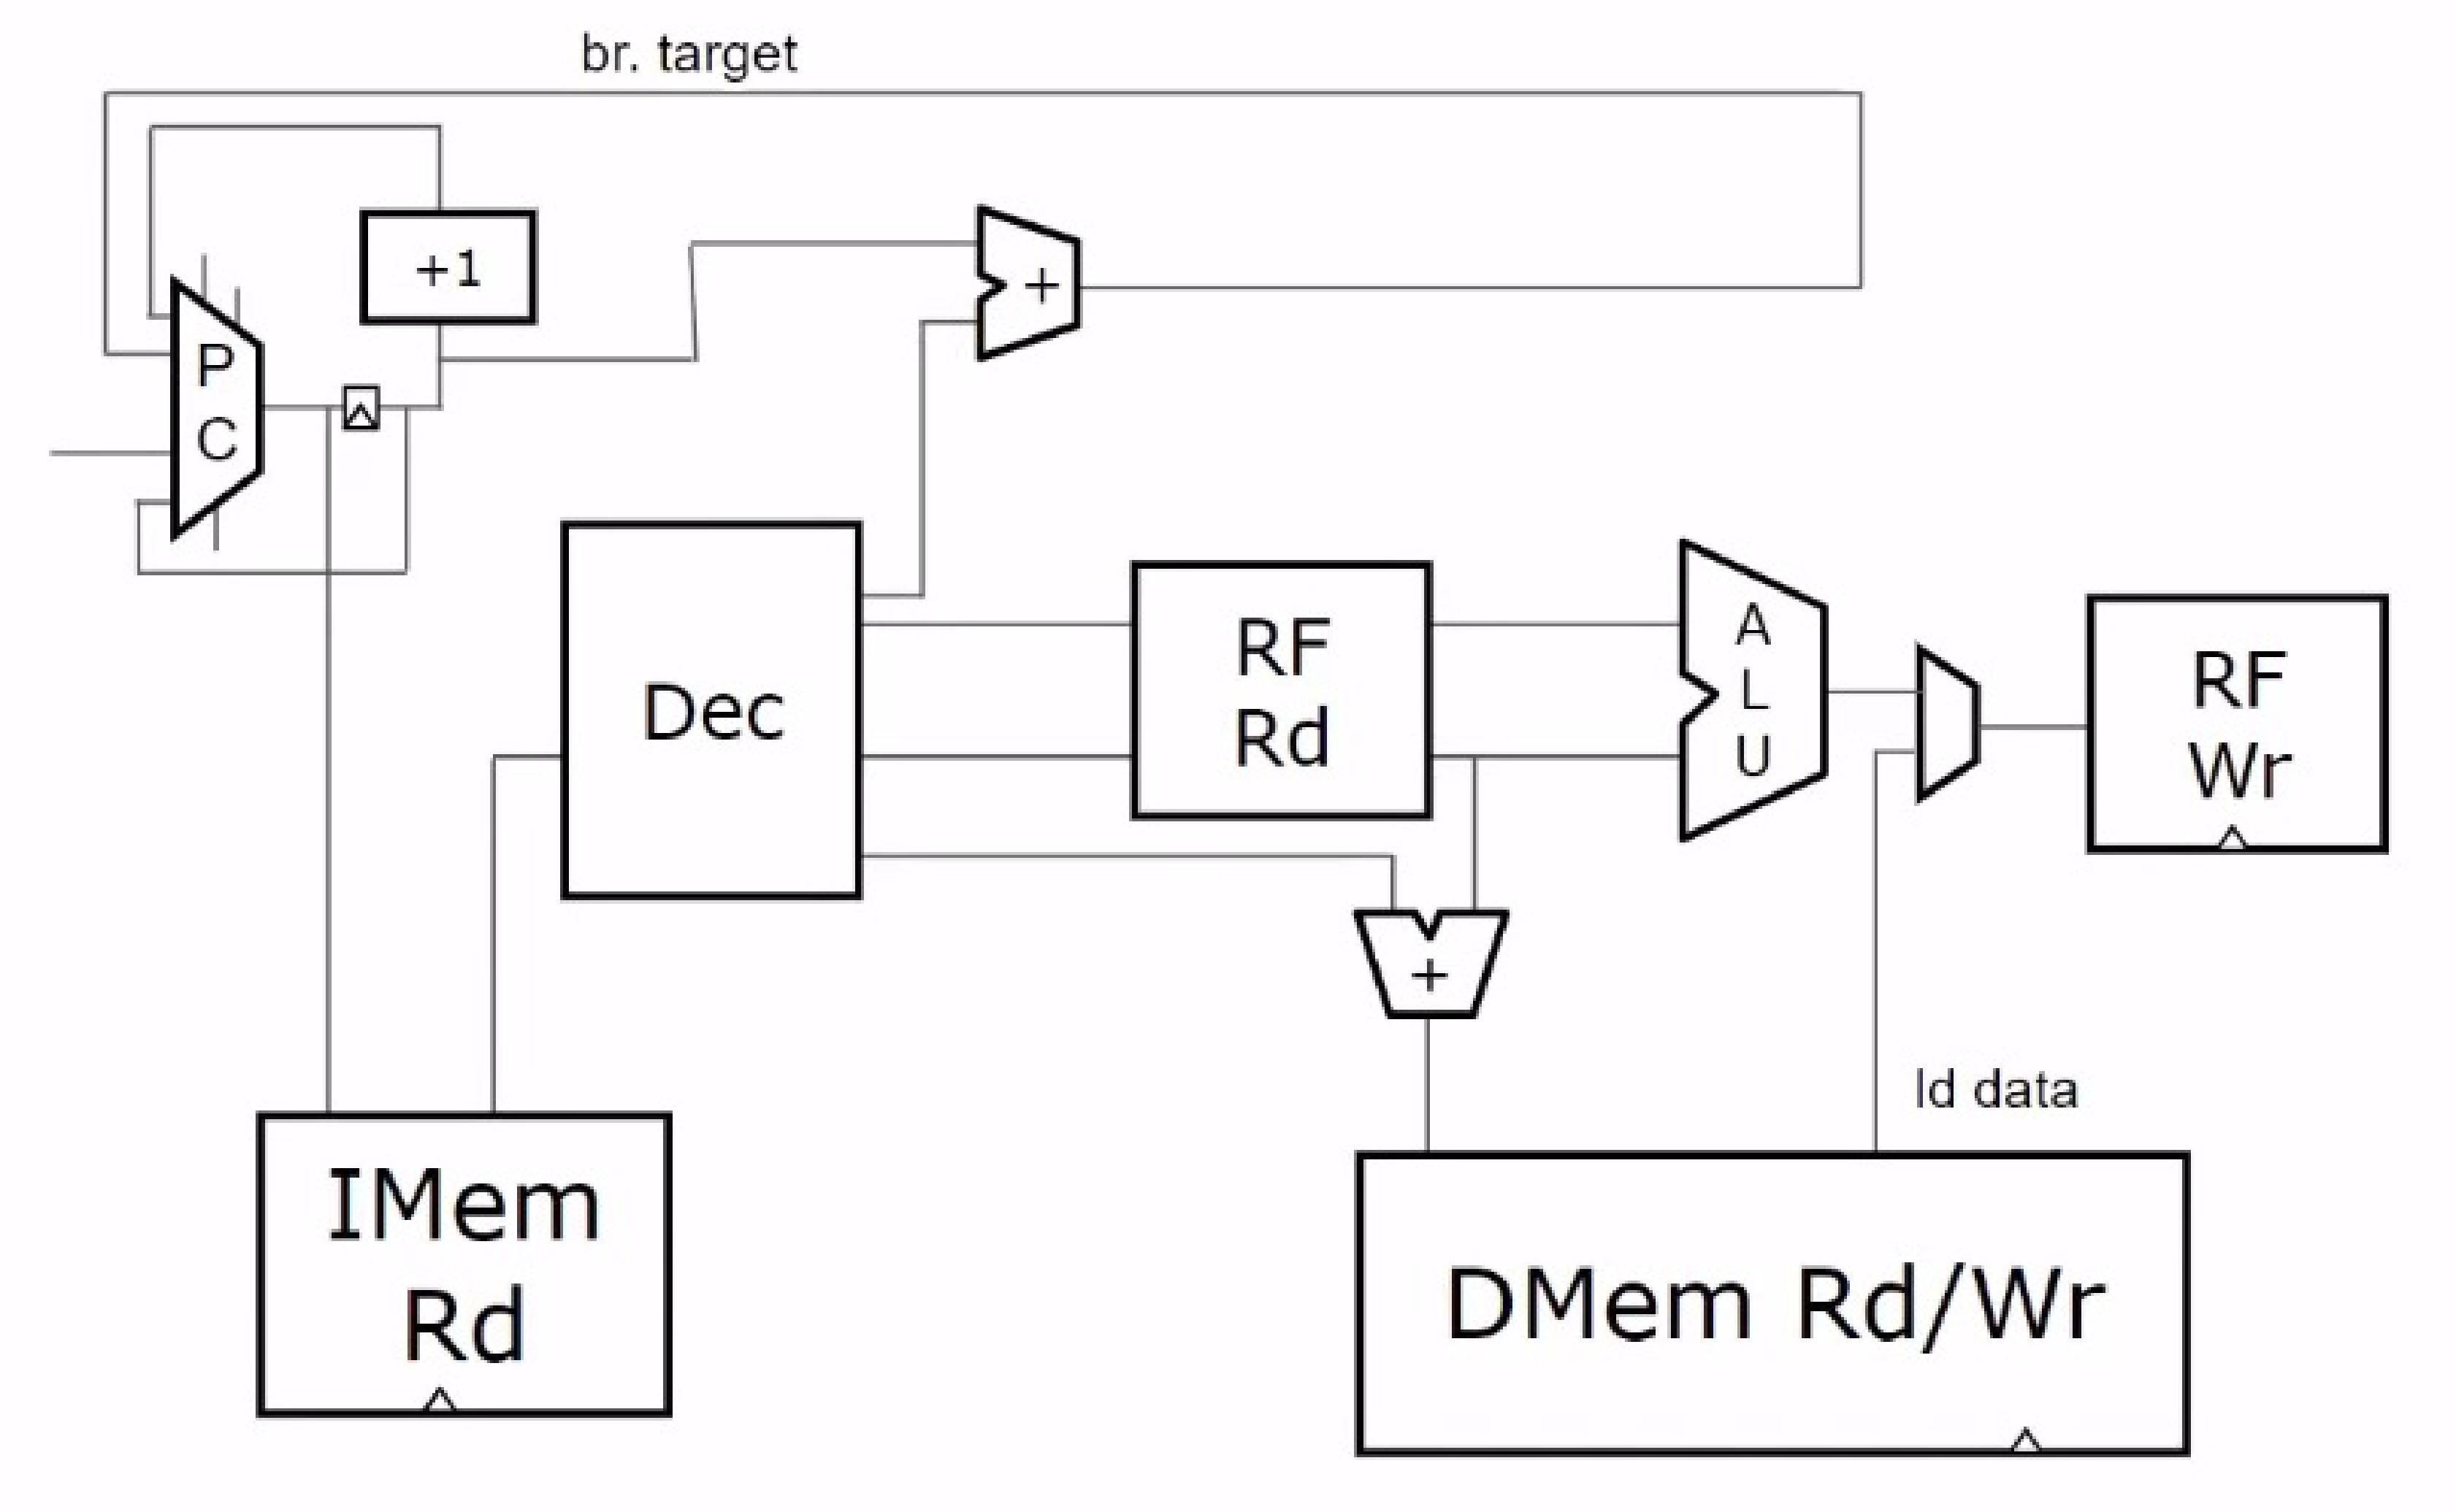 br. target
+1
+
P
C
Dec
RF
Rd
A
L
U
RF
Wr
+
ld data
IMem
Rd
DMem Rd/Wr